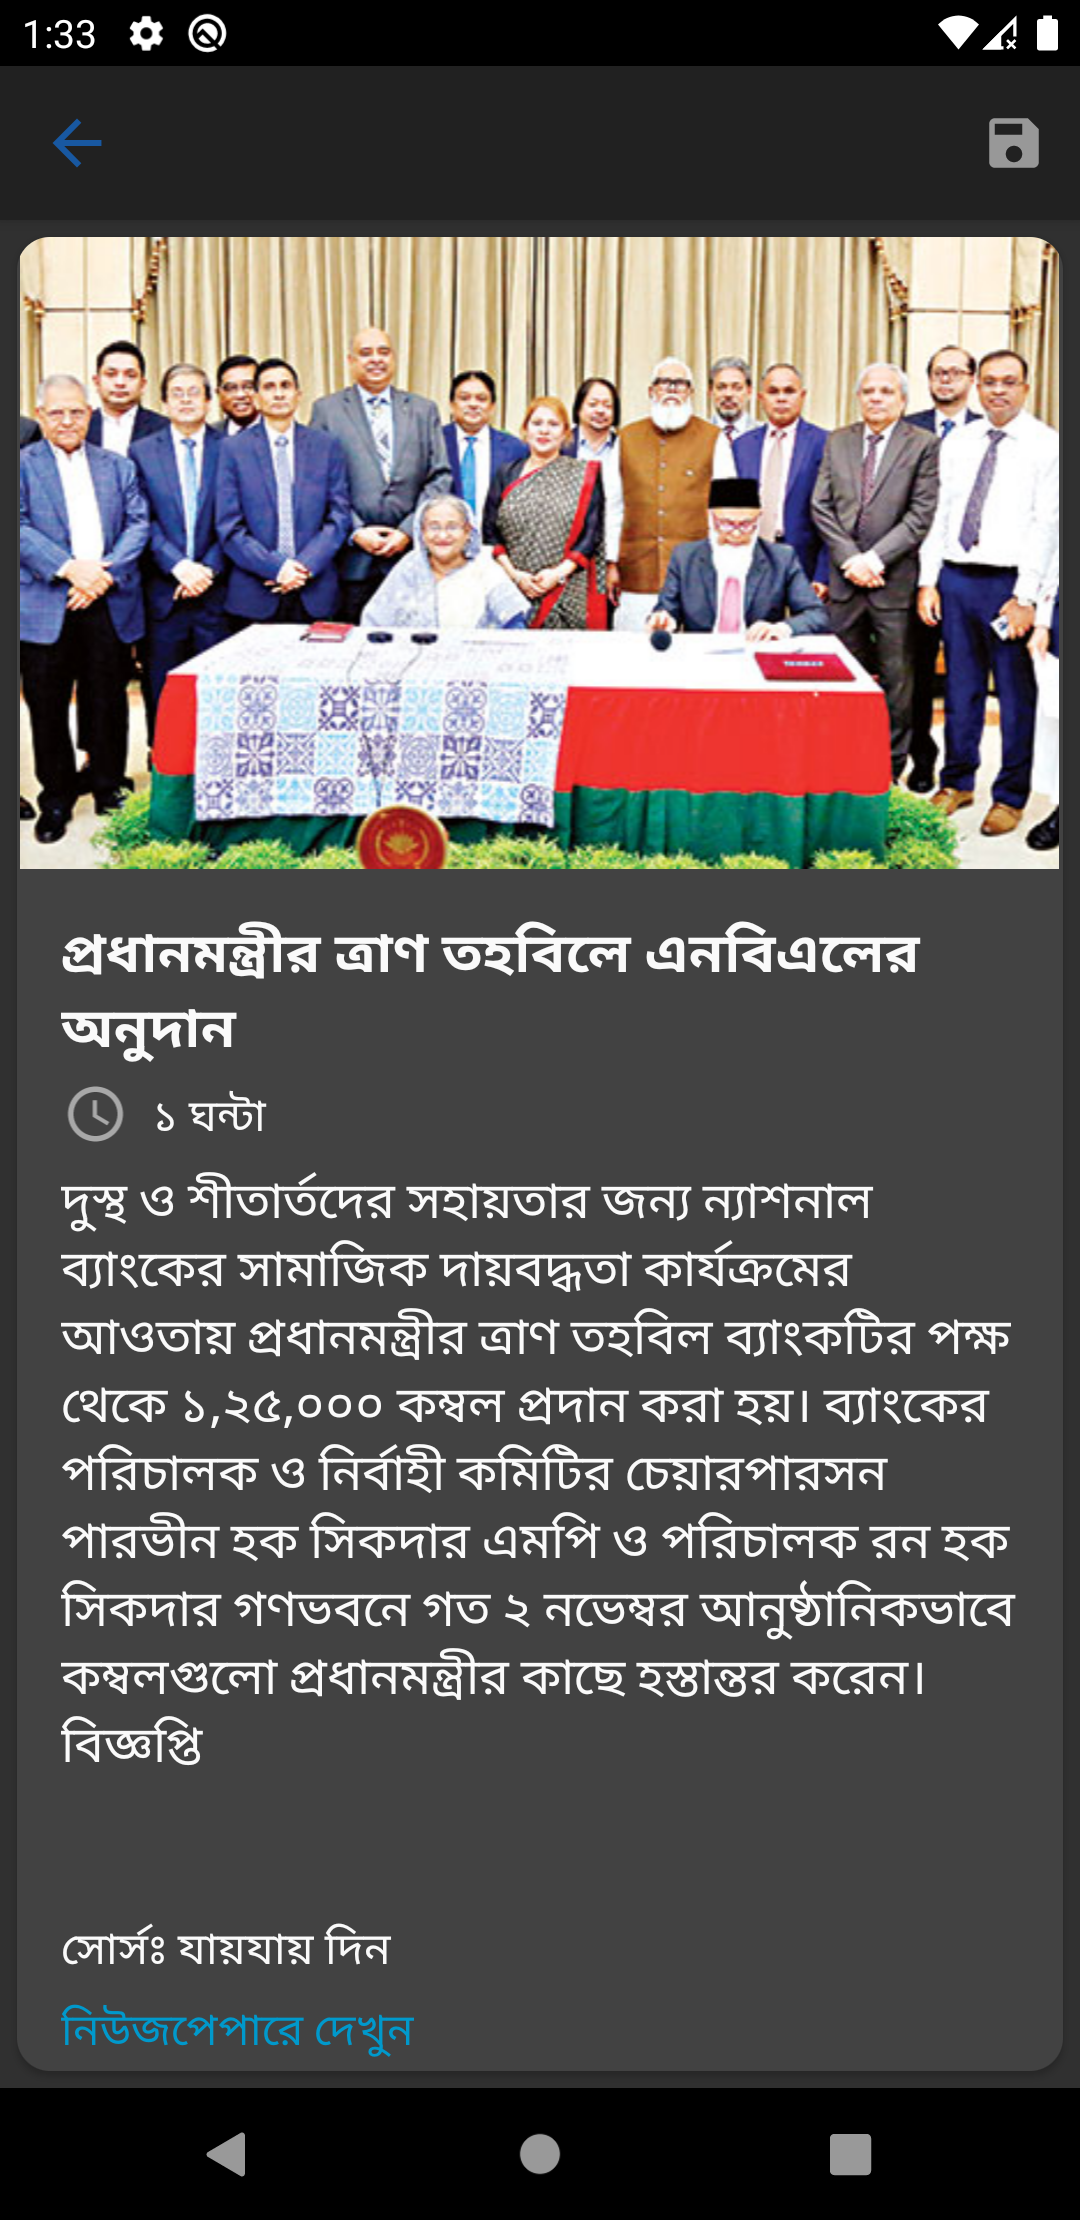 1:33
প্রধানমন্ত্রীর ত্রাণ তহবিলে এনবিএলের
অনুদান
১ ঘন্টা
দুস্থ ও শীতার্তদের সহায়তার জন্য ন্যাশনাল
ব্যাংকের সামাজিক দায়বদ্ধতা কার্যক্রমের
আওতায় প্রধানমন্ত্রীর ত্রাণ তহবিল ব্যাংকটির পক্ষ
থেকে ১,২৫,০০০ কম্বল প্রদান করা হয়। ব্যাংকের
পরিচালক ও নির্বাহী কমিটির চেয়ারপারসন
পারভীন হক সিকদার এমপি ও পরিচালক রন হক
সিকদার গণভবনে গত ২ নভেম্বর আনুষ্ঠানিকভাবে
কম্বলগুলো প্রধানমন্ত্রীর কাছে হস্তান্তর করেন।
বিজ্ঞপ্তি
সোর্সঃ যায়যায় দিন
নিউজপেপারে দেখুন